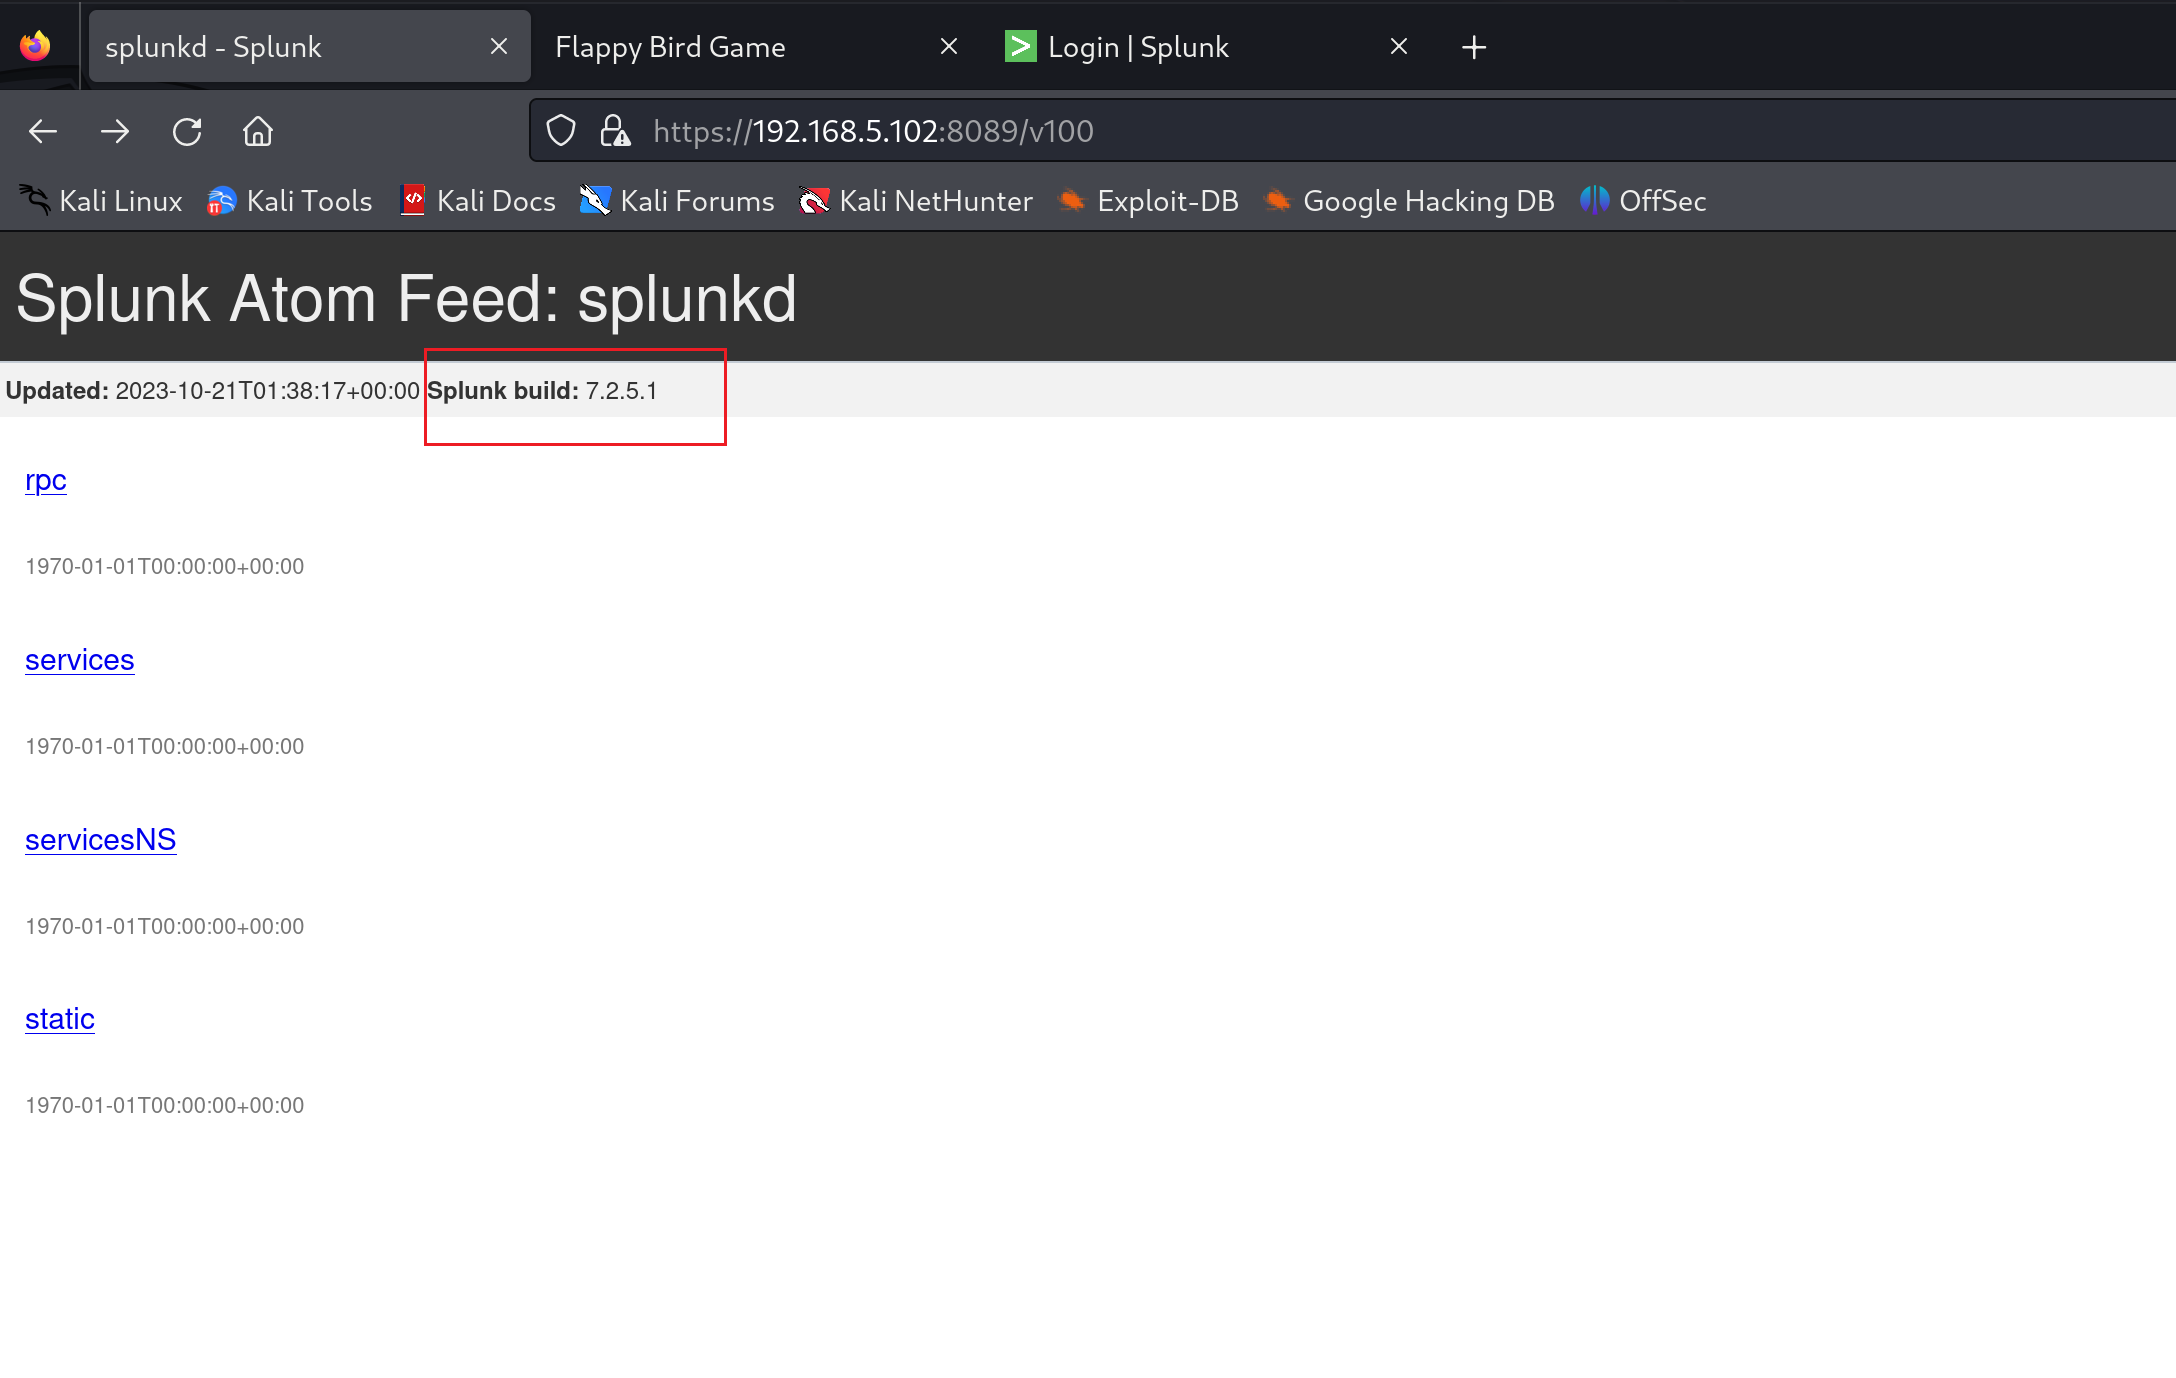 splunkd - Splunk
Flappy Bird Game
Login | Splunk
https://192.168.5.102:8089/v100
Kali Linux
Kali Tools
Kali Docs
Kali Forums
Kali NetHunter
Exploit-DB
Google Hacking DB
OffSec
Splunk Atom Feed: splunkd
Updated: 2023-10-21T01:38:17+00:00 Splunk build: 7.2.5.1
rpc
1970-01-01T00:00:00+00:00
services
1970-01-01T00:00:00+00:00
servicesNS
1970-01-01T00:00:00+00:00
static
1970-01-01T00:00:00+00:00